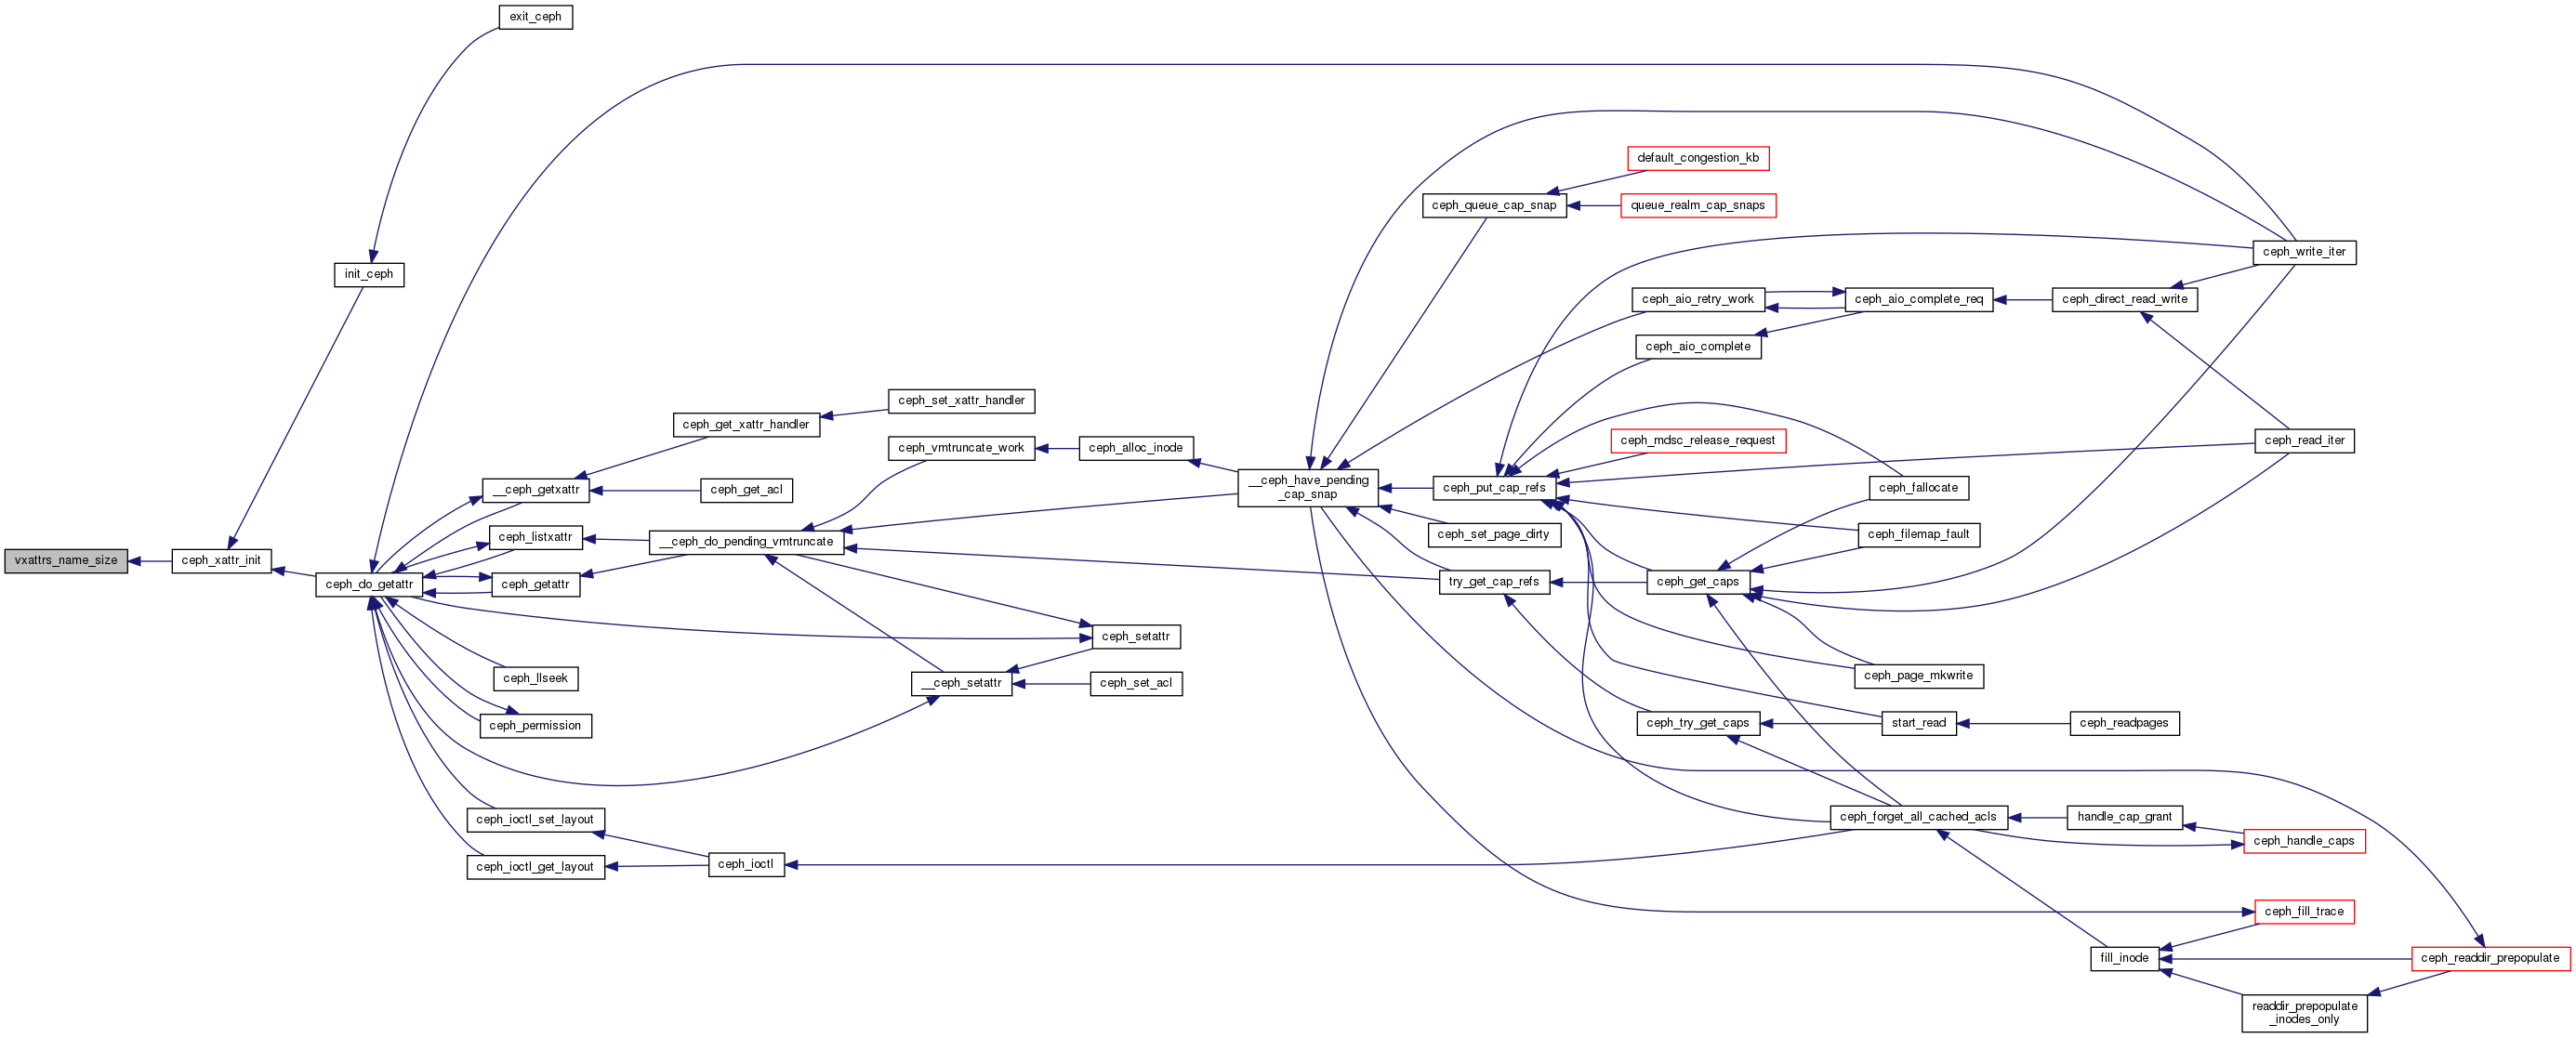 exit_ceph
default_congestion_kb
ceph_queue_cap_snap
queue_realm_cap_snaps
ceph_write_iter
init_ceph
ceph_aio_retry_work
ceph_aio_complete_req
ceph_direct_read_write
ceph_aio_complete
ceph_set_xattr_handler
ceph_get_xattr_handler
ceph_vmtruncate_work
ceph_alloc_inode
ceph_mdsc_release_request
ceph_read_iter
__ceph_getxattr
ceph_get_acl
__ceph_have_pending
_cap_snap
ceph_put_cap_refs
ceph_fallocate
ceph_listxattr
__ceph_do_pending_vmtruncate
ceph_set_page_dirty
ceph_filemap_fault
vxattrs_name_size
ceph_xattr_init
ceph_do_getattr
ceph_getattr
try_get_cap_refs
ceph_get_caps
ceph_setattr
ceph_llseek
__ceph_setattr
ceph_set_acl
ceph_page_mkwrite
ceph_permission
ceph_try_get_caps
start_read
ceph_readpages
ceph_ioctl_set_layout
ceph_forget_all_cached_acls
handle_cap_grant
ceph_handle_caps
ceph_ioctl_get_layout
ceph_ioctl
ceph_fill_trace
fill_inode
ceph_readdir_prepopulate
readdir_prepopulate
_inodes_only